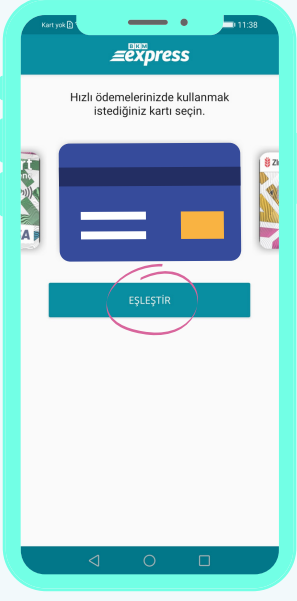 Kart yok
11:38
BKM
express
Hızlı ödemelerinizde kullanmak
istediğiniz kartı seçin.
EŞLEŞTİR